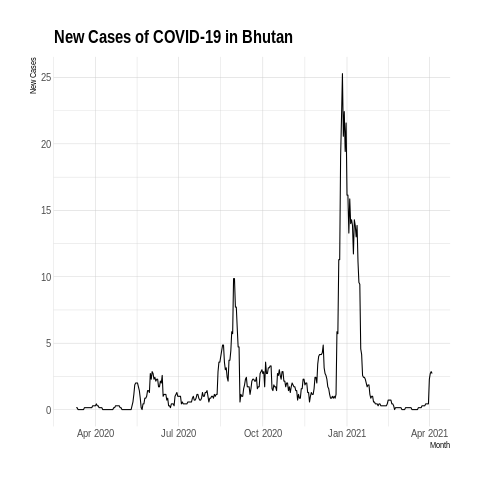 New Cases of COVID-19 in Bhutan
New Cases
25
20
15
10
5
0
Apr 2020
Jul 2020
Oct 2020
Jan 2021
Apr 2021
Month